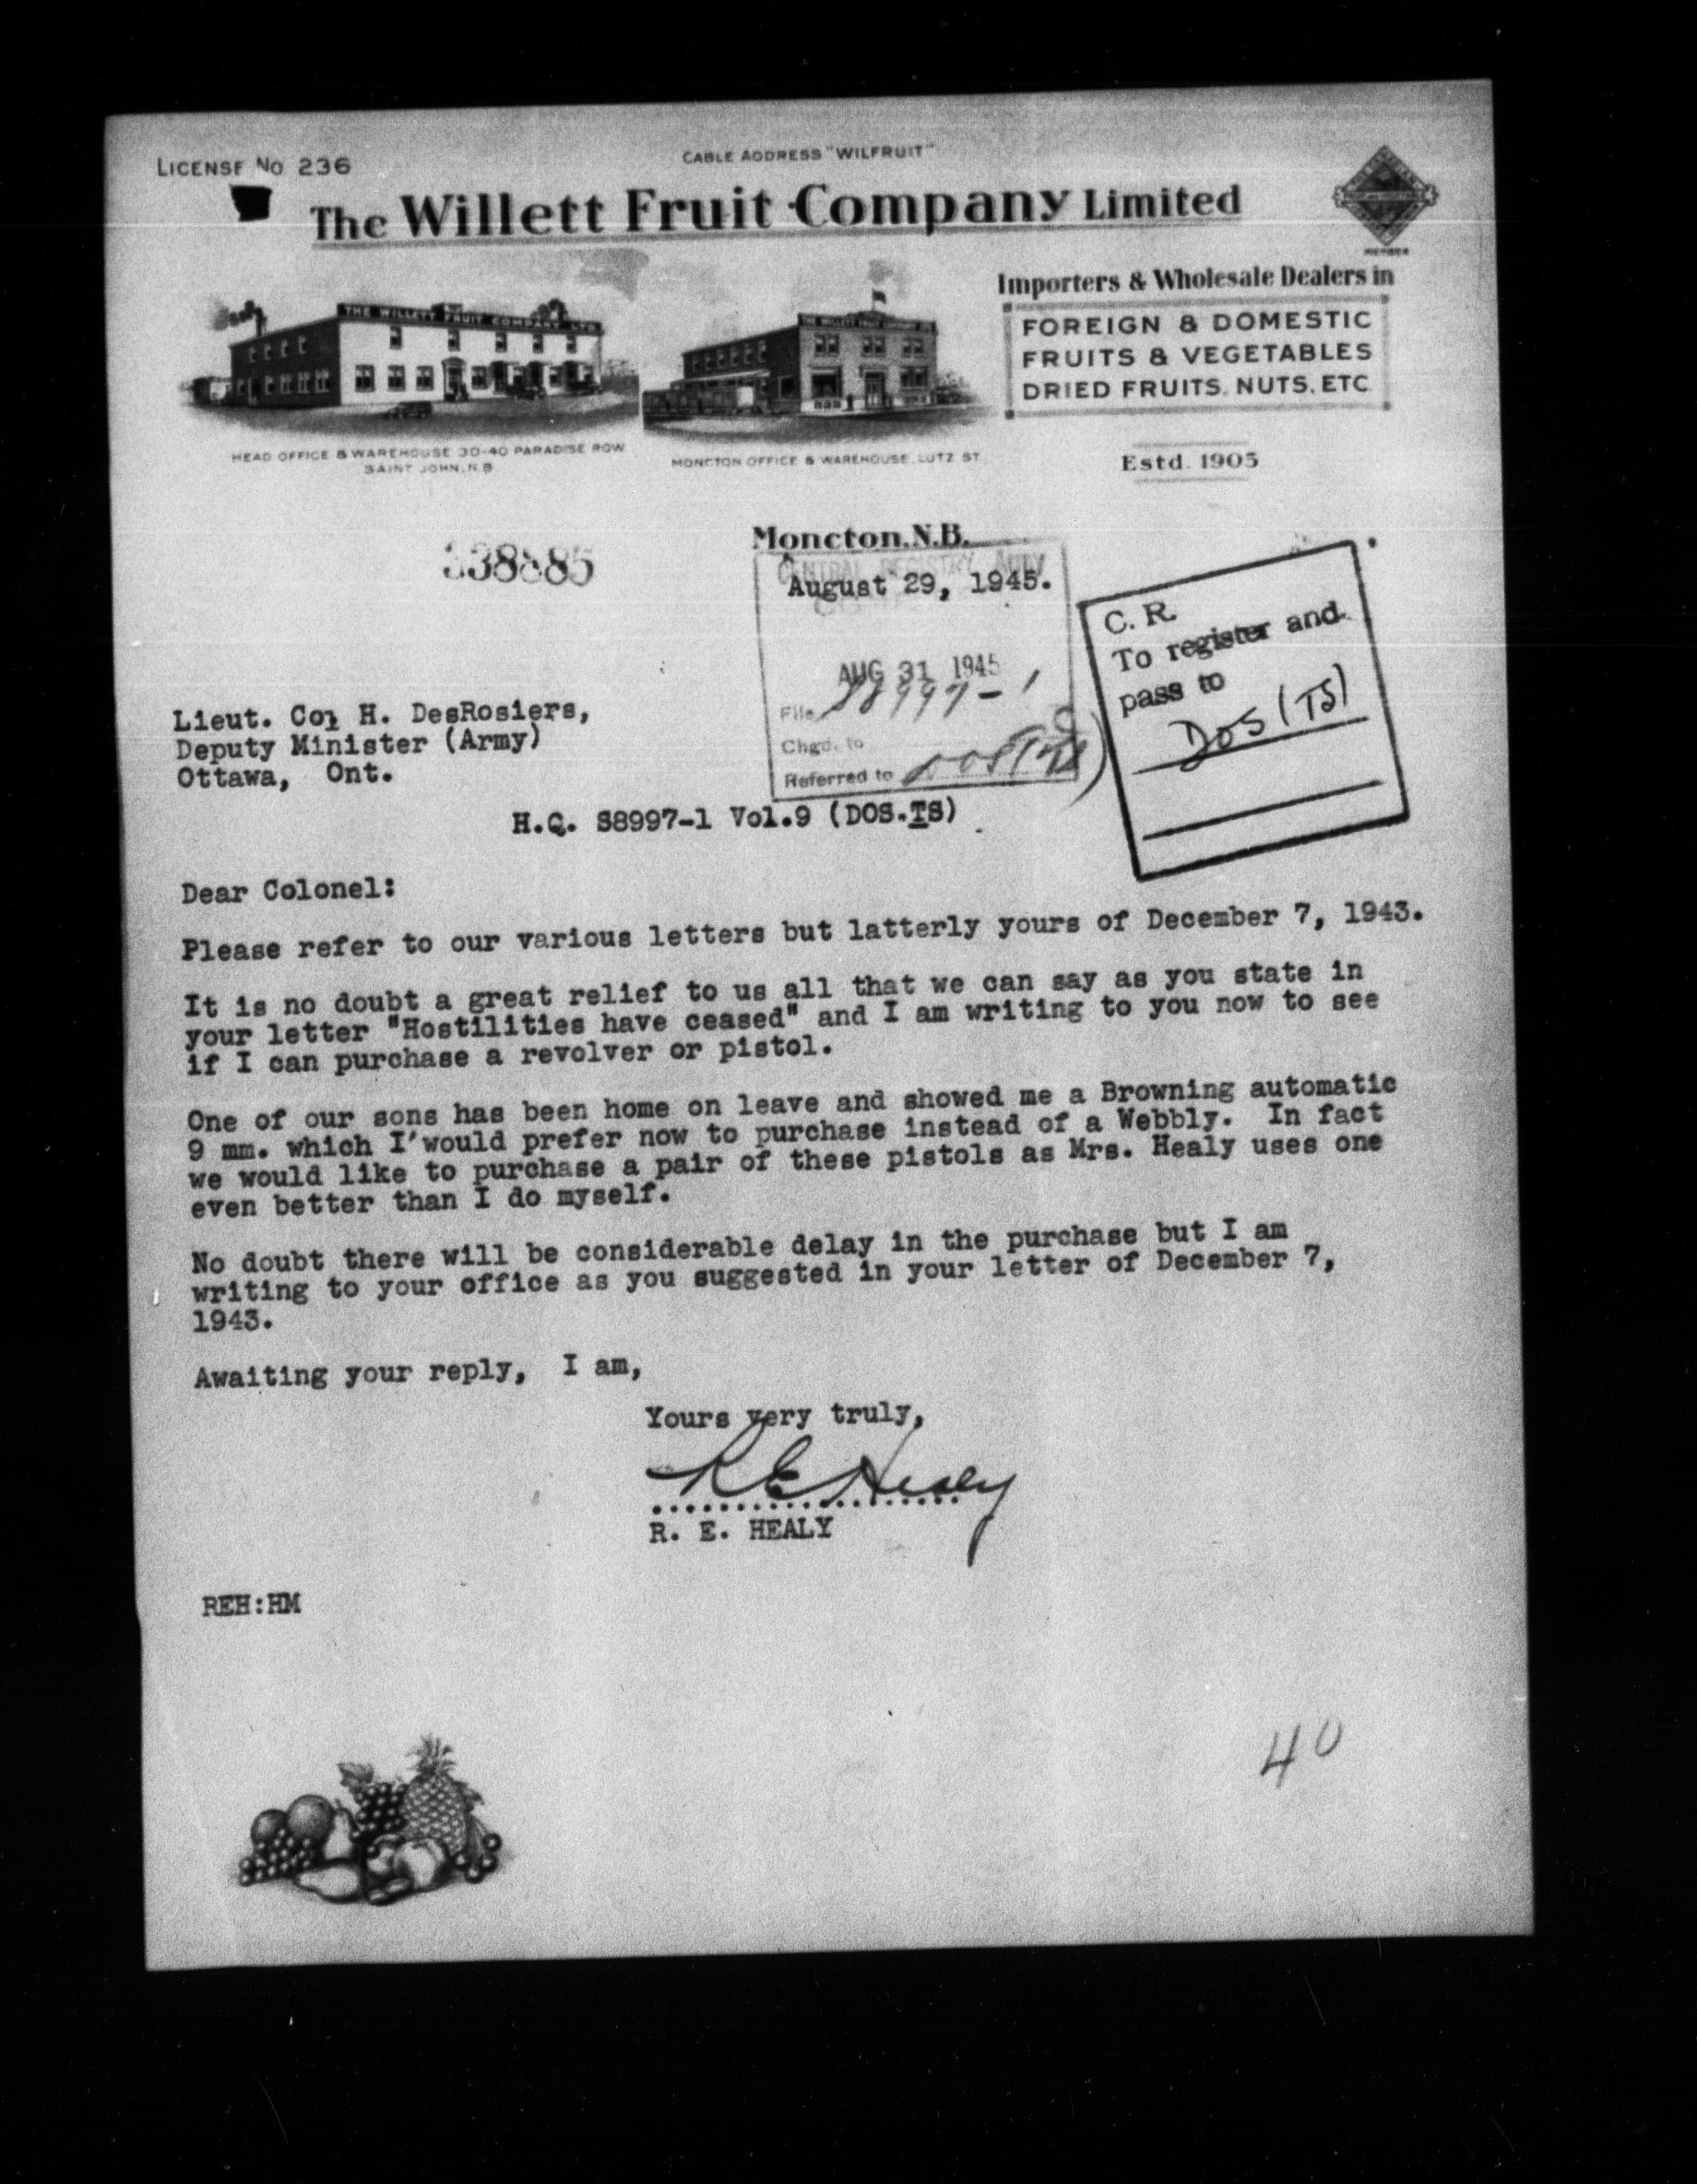 LICENSE No 236
CABLE ADDRESS "WILFRUIT"
The Willett Fruit Company Limited
MEMBER
Importers & Wholesale Dealers in
FOREIGN & DOMESTIC
FRUITS & VEGETABLES
DRIED FRUITS. NUTS. ETC
THE WILLETT FRUIT COMPANY LTD
HEAD OFFICE & WAREHOUSE 30-40 PARADISE ROW
SAINT JOHN, N.B
MONCTON OFFICE & WAREHOUSE. LUTZ ST.
Estd. 1905
Moncton, N.B.
338885
CENTRAL REGISTRY ARMY
August 29, 1945.
AUG 31 1945
File S8997-1
Chgd. to
Referred to DOS(TS)
C. R.
To register and
pass to
DOS (TS)
Lieut. Col H. DesRosiers,
Deputy Minister (Army)
Ottawa, Ont.
H.Q. S8997-1 Vol.9 (DOS.TS)
Dear Colonel:
Please refer to our various letters but latterly yours of December 7, 1943.
It is no doubt a great relief to us all that we can say as you state in
your letter "Hostilities have ceased" and I am writing to you now to see
if I can purchase a revolver or pistol.
One of our sons has been home on leave and showed me a Browning automatic
9 mm. which I'would prefer now to purchase instead of a Webbly. In fact
we would like to purchase a pair of these pistols as Mrs. Healy uses one
even better than I do myself.
No doubt there will be considerable delay in the purchase but I am
writing to your office as you suggested in your letter of December 7,
1943.
Awaiting your reply, I am,
Yours very truly,
R E Healy
R. E. HEALY
REH:HM
40